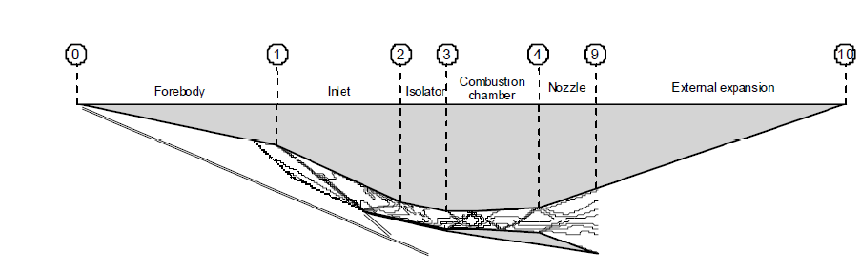 0 1 2 3 4 9 10
Forebody Inlet Isolator Combustion chamber Nozzle External expansion